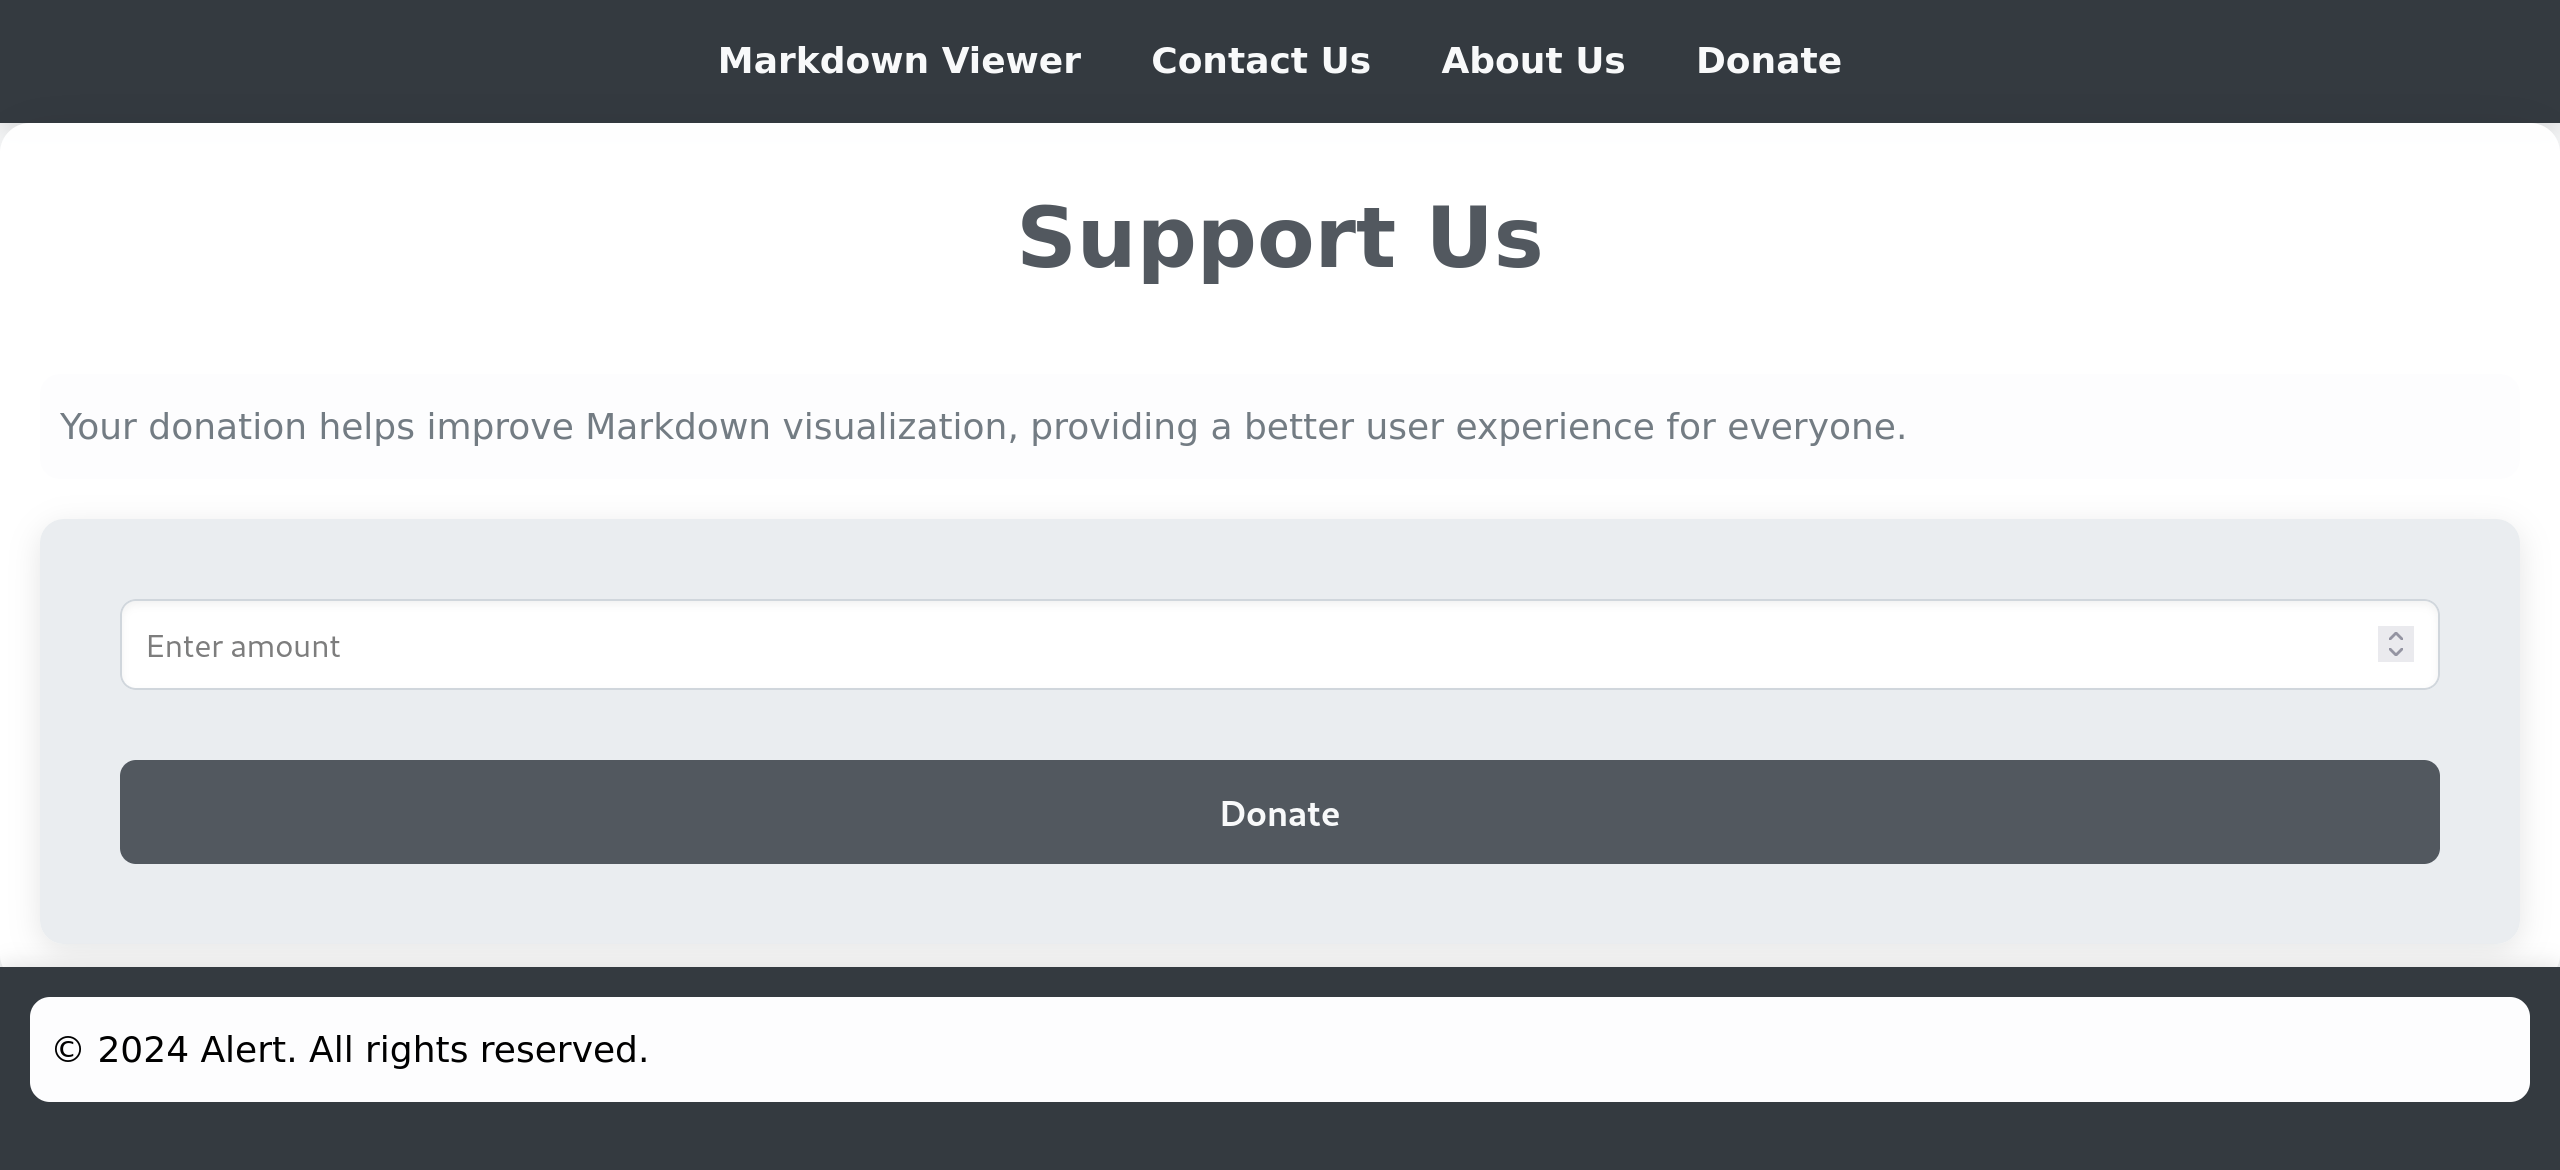 Markdown Viewer Contact Us About Us Donate
Support Us
Your donation helps improve Markdown visualization, providing a better user experience for everyone.
Enter amount
Donate
© 2024 Alert. All rights reserved.